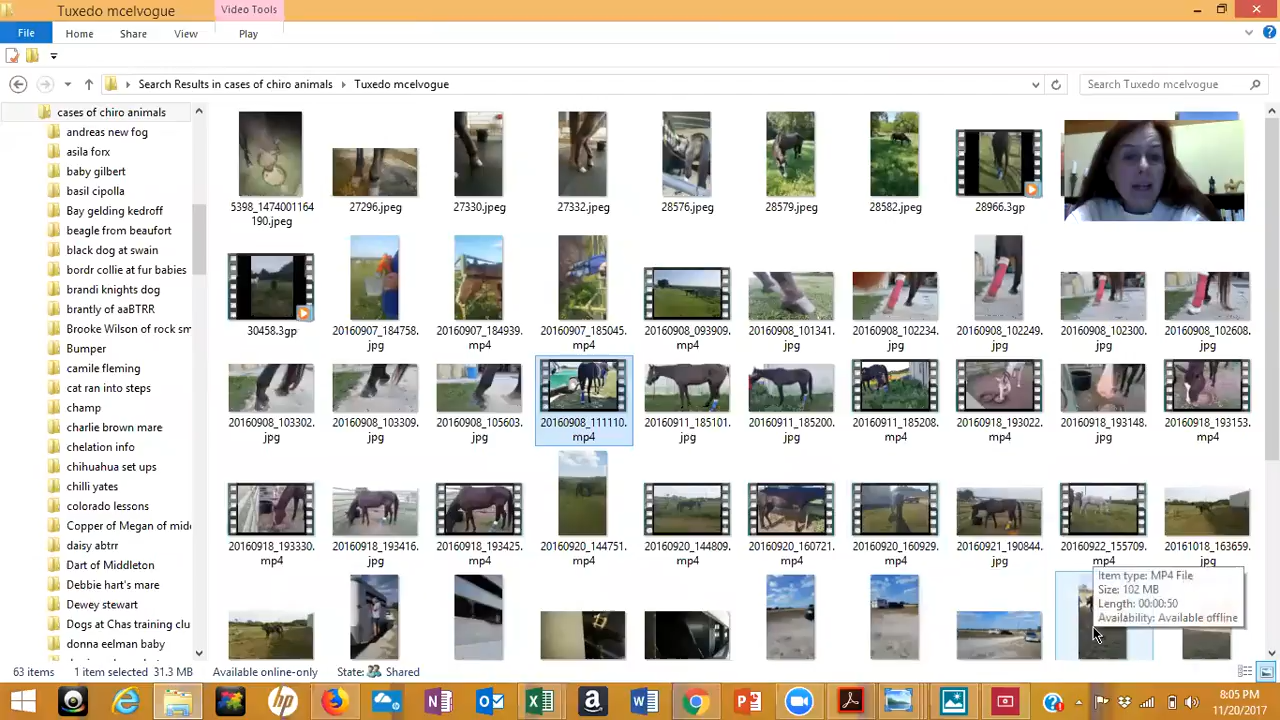 Tuxedo mcelvogue
Video Tools
File
Home
Share
View
Play
Search Results in cases of chiro animals
Tuxedo mcelvogue
Search Tuxedo mcelvogue
cases of chiro animals
andreas new fog
asila forx
baby gilbert
basil cipolla
Bay gelding kedroff
beagle from beaufort
black dog at swain
bordr collie at fur babies
brandi knights dog
brantly of aaBTRR
Brooke Wilson of rock sm
Bumper
camile fleming
cat ran into steps
champ
charlie brown mare
chelation info
chihuahua set ups
chilli yates
colorado lessons
Copper of Megan of mid
daisy abtrr
Dart of Middleton
Debbie hart's mare
Dewey stewart
Dogs at Chas training clu
donna eelman baby
5398_1474001164
190.jpeg
27296.jpeg
27330.jpeg
27332.jpeg
28576.jpeg
28579.jpeg
28582.jpeg
28966.3gp
30458.3gp
20160907_184758.
jpg
20160907_184939.
mp4
20160907_185045.
mp4
20160908_093909.
mp4
20160908_101341.
jpg
20160908_102234.
jpg
20160908_102249.
jpg
20160908_102300.
jpg
20160908_102608.
jpg
20160908_103302.
jpg
20160908_103309.
jpg
20160908_105603.
jpg
20160908_111110.
mp4
20160911_185101.
jpg
20160911_185200.
jpg
20160911_185208.
mp4
20160918_193022.
mp4
20160918_193148.
jpg
20160918_193153.
mp4
20160918_193330.
mp4
20160918_193416.
jpg
20160918_193425.
mp4
20160920_144751.
mp4
20160920_144809.
mp4
20160920_160721.
mp4
20160920_160929.
mp4
20160921_190844.
jpg
20160922_155709.
mp4
20161018_163659.
jpg
Item type: MP4 File
Size: 102 MB
Length: 00:00:50
Availability: Available offline
63 items
1 item selected 31.3 MB
Available online-only
State:
Shared
8:05 PM
11/20/2017